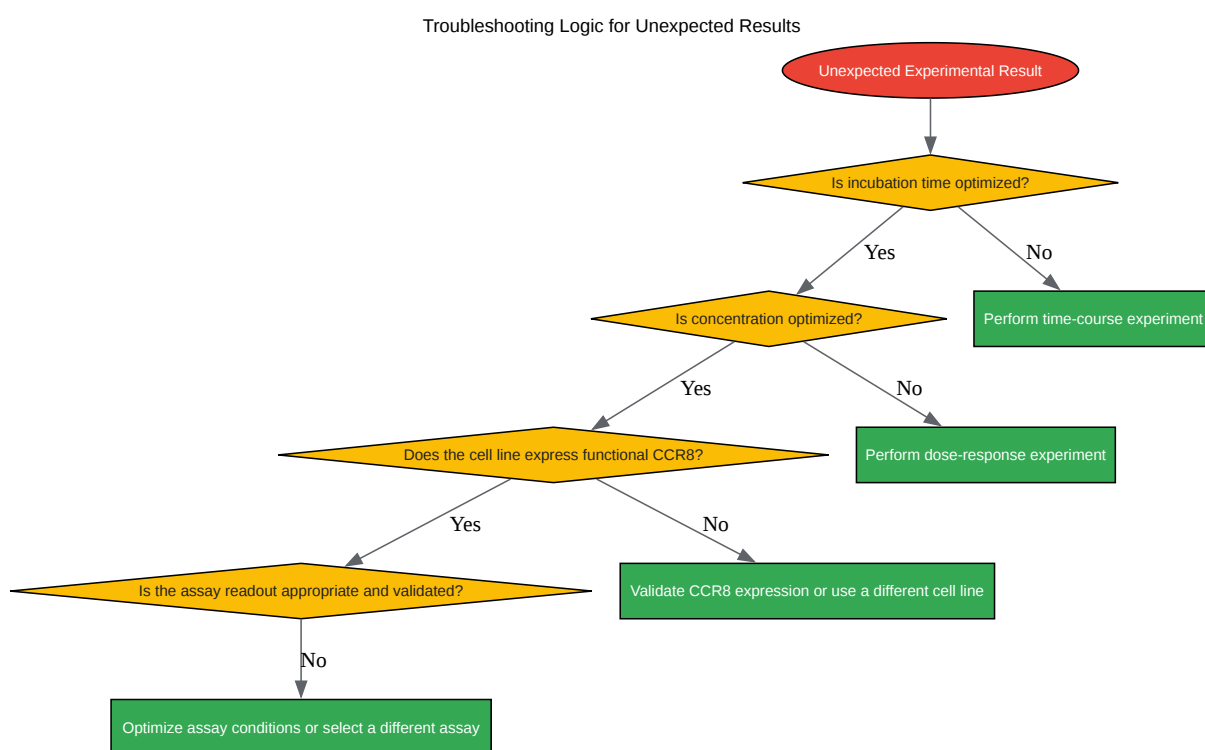 Troubleshooting Logic for Unexpected Results
Unexpected Experimental Result
Is incubation time optimized?
Yes
No
Is concentration optimized?
Perform time-course experiment
Yes
No
Does the cell line express functional CCR8?
Perform dose-response experiment
Yes
No
Is the assay readout appropriate and validated?
Validate CCR8 expression or use a different cell line
No
Optimize assay conditions or select a different assay